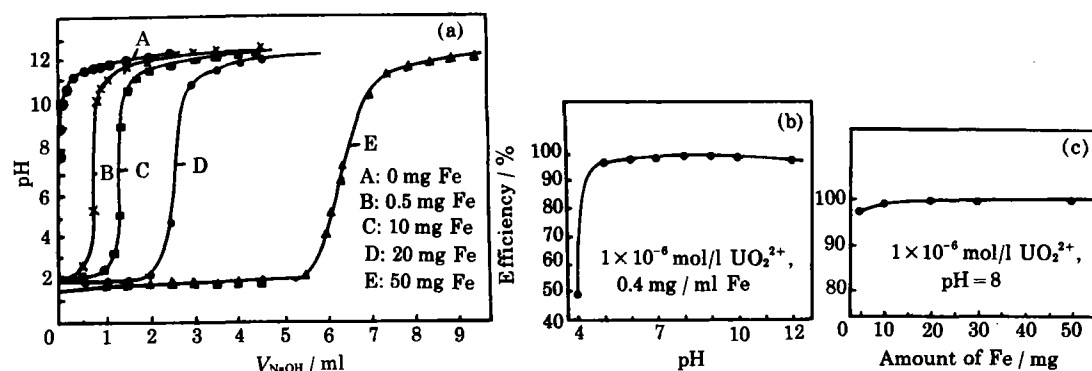 (a)
A
12
10
8
6
4
2
0
pH
B
C
D
E
A: 0 mg Fe
B: 0.5 mg Fe
C: 10 mg Fe
D: 20 mg Fe
E: 50 mg Fe
0 1 2 3 4 5 6 7 8 9
V_NaOH / ml
(b)
100
90
80
70
60
50
40
Efficiency / %
1×10⁻⁶ mol/l UO₂²⁺,
0.4 mg / ml Fe
4 7 10 12
pH
(c)
100
90
80
1×10⁻⁶ mol/l UO₂²⁺,
pH=8
0 10 20 30 40 50
Amount of Fe / mg